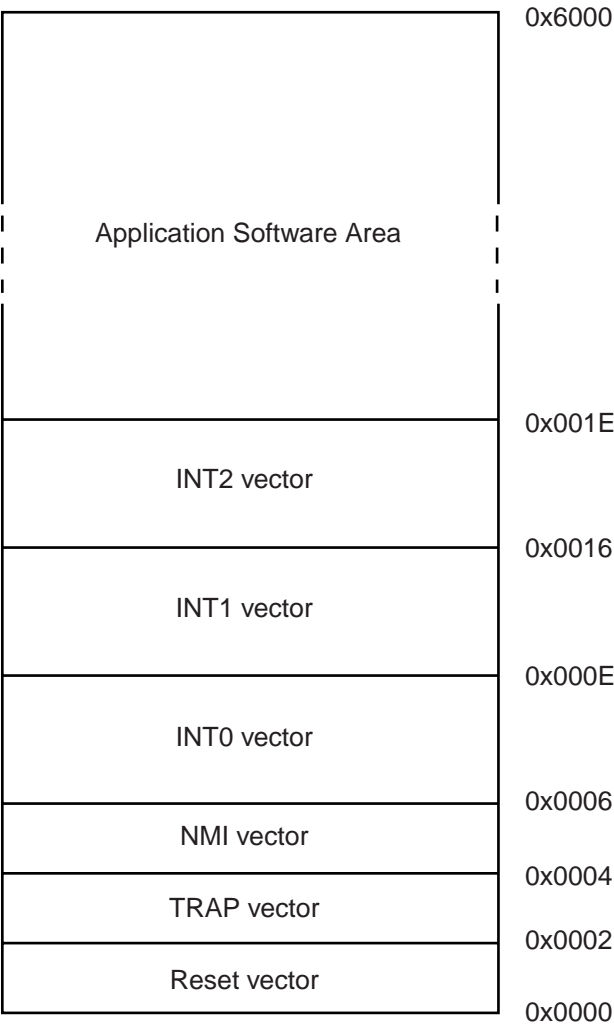 0x6000
Application Software Area
0x001E
INT2 vector
0x0016
INT1 vector
0x000E
INT0 vector
0x0006
NMI vector
0x0004
TRAP vector
0x0002
Reset vector
0x0000